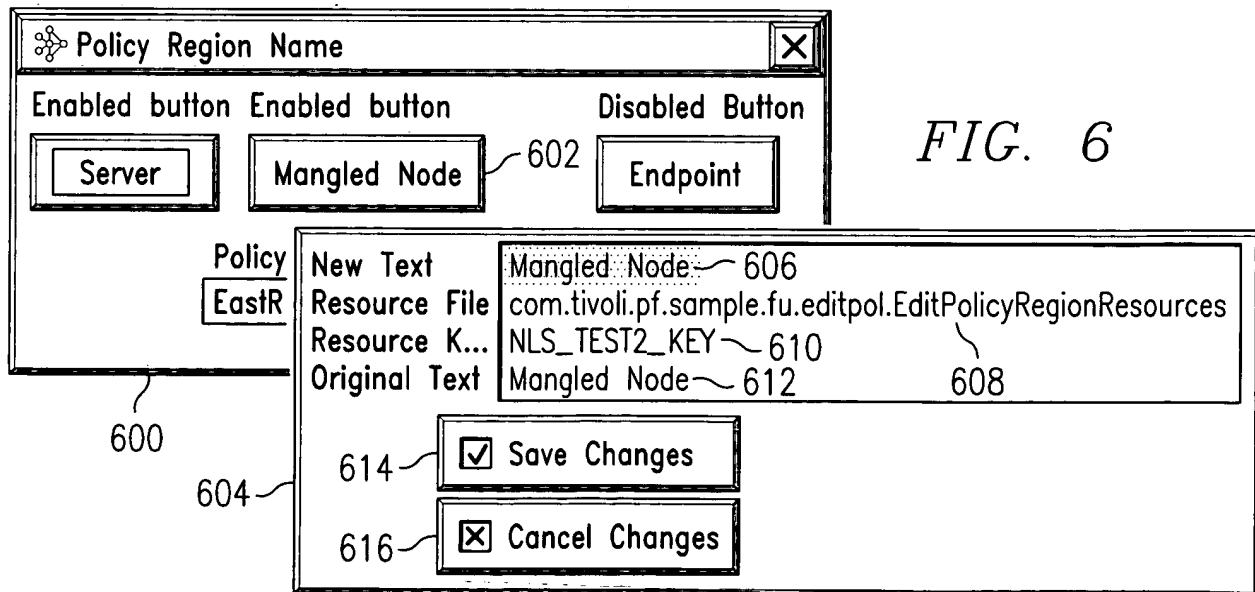 Policy Region Name
Enabled button Enabled button Disabled Button
Server Mangled Node 602 Endpoint
FIG. 6
Policy
EastR
New Text Mangled Node 606
Resource File com.tivoli.pf.sample.fu.editpol.EditPolicyRegionResources
Resource K... NLS_TEST2_KEY 610
Original Text Mangled Node 612 608
600
614 Save Changes
604
616 Cancel Changes